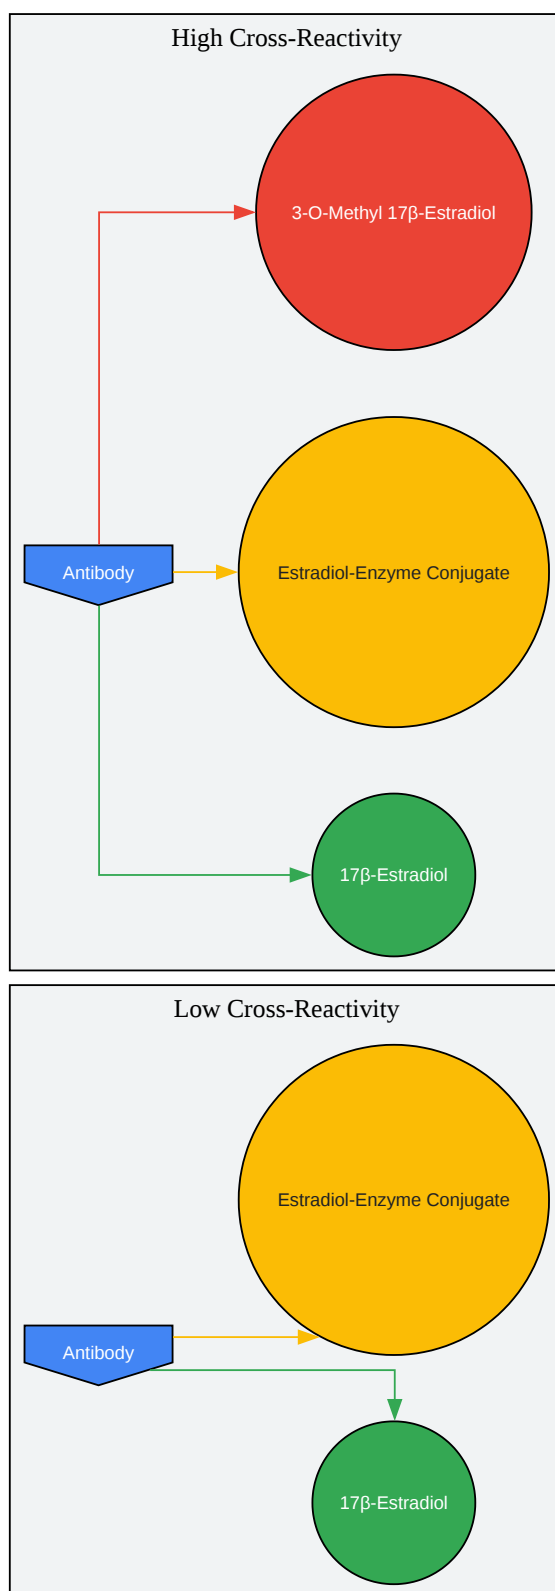 High Cross-Reactivity
3-O-Methyl 17β-Estradiol
Estradiol-Enzyme Conjugate
Antibody
17β-Estradiol
Low Cross-Reactivity
Estradiol-Enzyme Conjugate
Antibody
17β-Estradiol